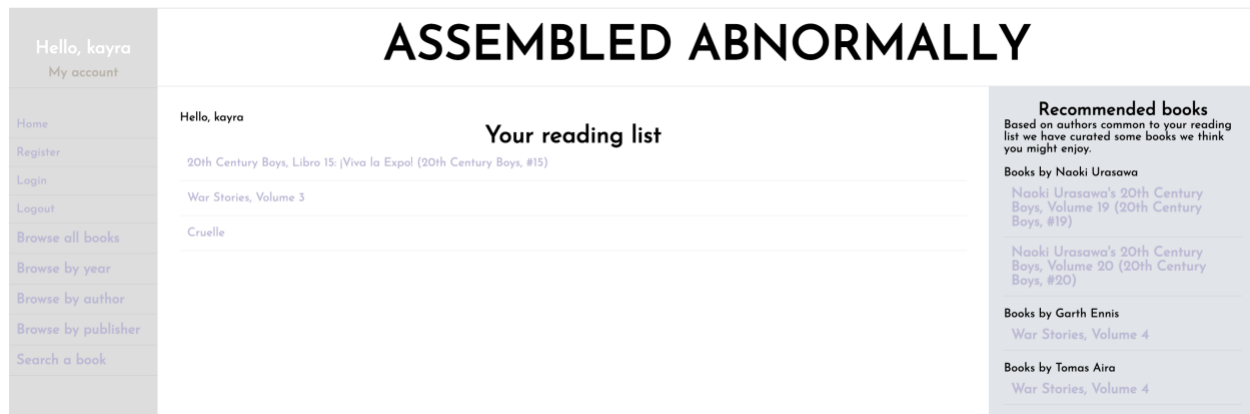 Hello, kayra
My account
Home
Register
Login
Logout
Browse all books
Browse by year
Browse by author
Browse by publisher
Search a book
ASSEMBLED ABNORMALLY
Hello, kayra
Your reading list
20th Century Boys, Libro 15: ¡Viva la Expo! (20th Century Boys, #15)
War Stories, Volume 3
Cruelle
Recommended books
Based on authors common to your reading
list we have curated some books we think
you might enjoy.
Books by Naoki Urasawa
Naoki Urasawa's 20th Century
Boys, Volume 19 (20th Century
Boys, #19)
Naoki Urasawa's 20th Century
Boys, Volume 20 (20th Century
Boys, #20)
Books by Garth Ennis
War Stories, Volume 4
Books by Tomas Aira
War Stories, Volume 4